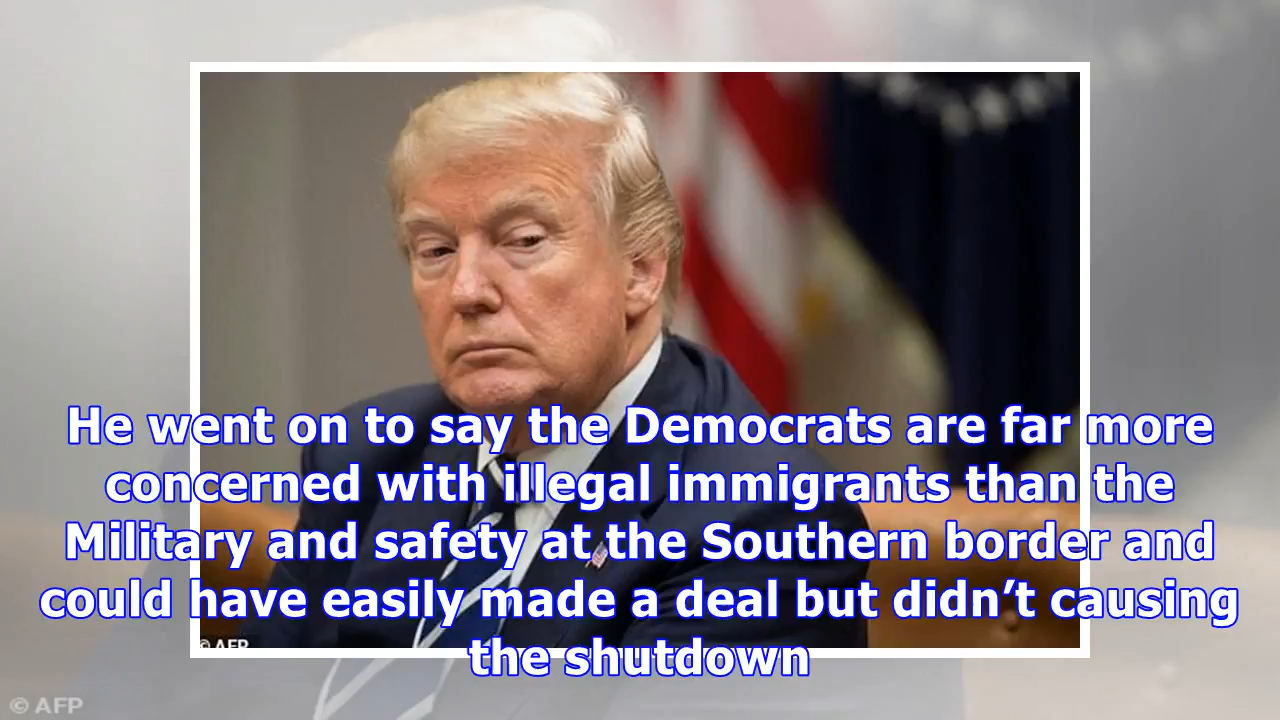 He went on to say the Democrats are far more
concerned with illegal immigrants than the
Military and safety at the Southern border and
could have easily made a deal but didn’t causing
the shutdown
© AFP
© AFP